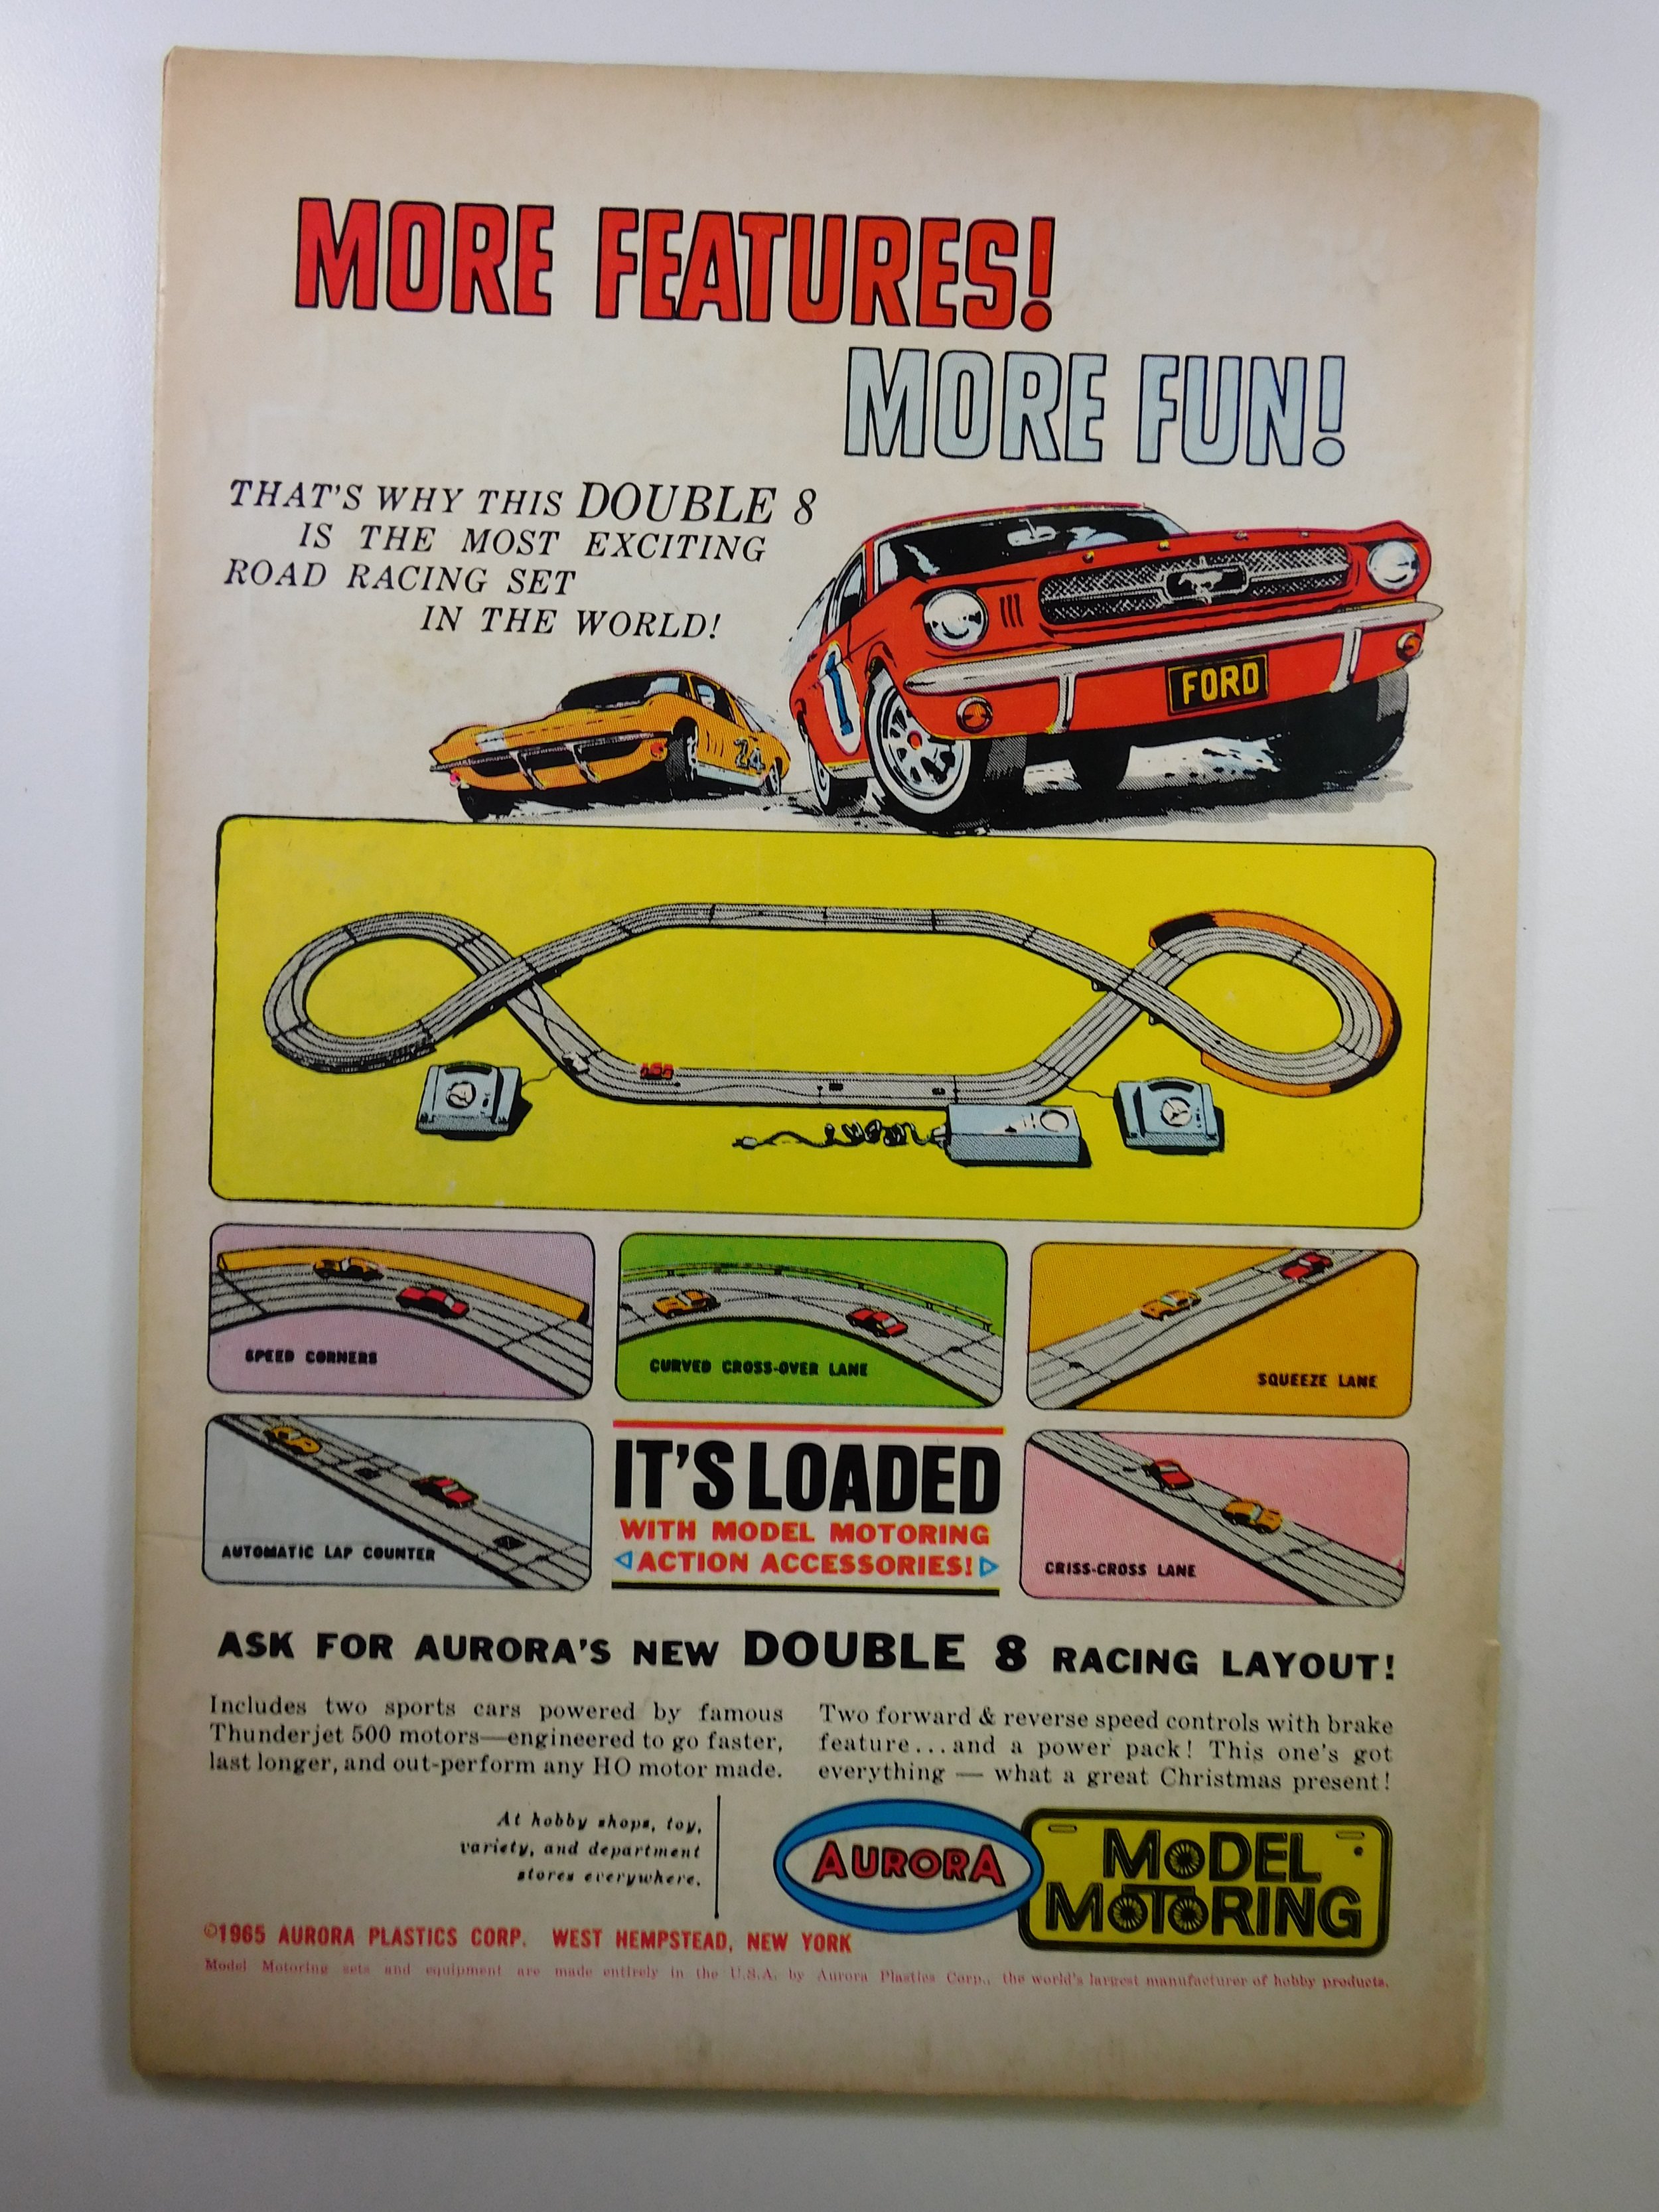 MORE FEATURES!
MORE FUN!
THAT'S WHY THIS DOUBLE 8
IS THE MOST EXCITING
ROAD RACING SET
IN THE WORLD!
FORD
1
24
SPEED CORNERS
CURVED CROSS-OVER LANE
SQUEEZE LANE
AUTOMATIC LAP COUNTER
IT'S LOADED
WITH MODEL MOTORING
ACTION ACCESSORIES!
CRISS-CROSS LANE
ASK FOR AURORA'S NEW DOUBLE 8 RACING LAYOUT!
Includes two sports cars powered by famous
Thunderjet 500 motors—engineered to go faster,
last longer, and out-perform any HO motor made.
Two forward & reverse speed controls with brake
feature...and a power pack! This one's got
everything — what a great Christmas present!
At hobby shops, toy,
variety, and department
stores everywhere.
AURORA
MODEL
MOTORING
©1965 AURORA PLASTICS CORP. WEST HEMPSTEAD, NEW YORK
Model Motoring sets and equipment are made entirely in the U.S.A. by Aurora Plastics Corp., the world's largest manufacturer of hobby products.